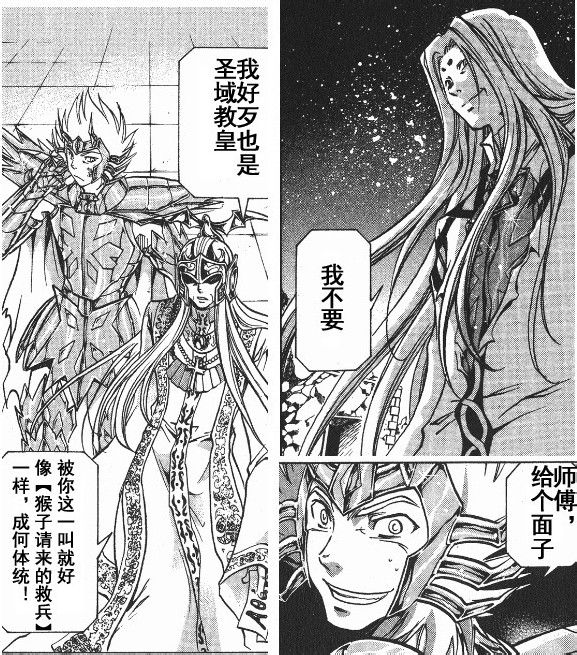 我不要
师傅，
给个面子
我好歹也是
圣域教皇
被你这一叫就好
像【猴子请来的救兵】
一样，成何体统！